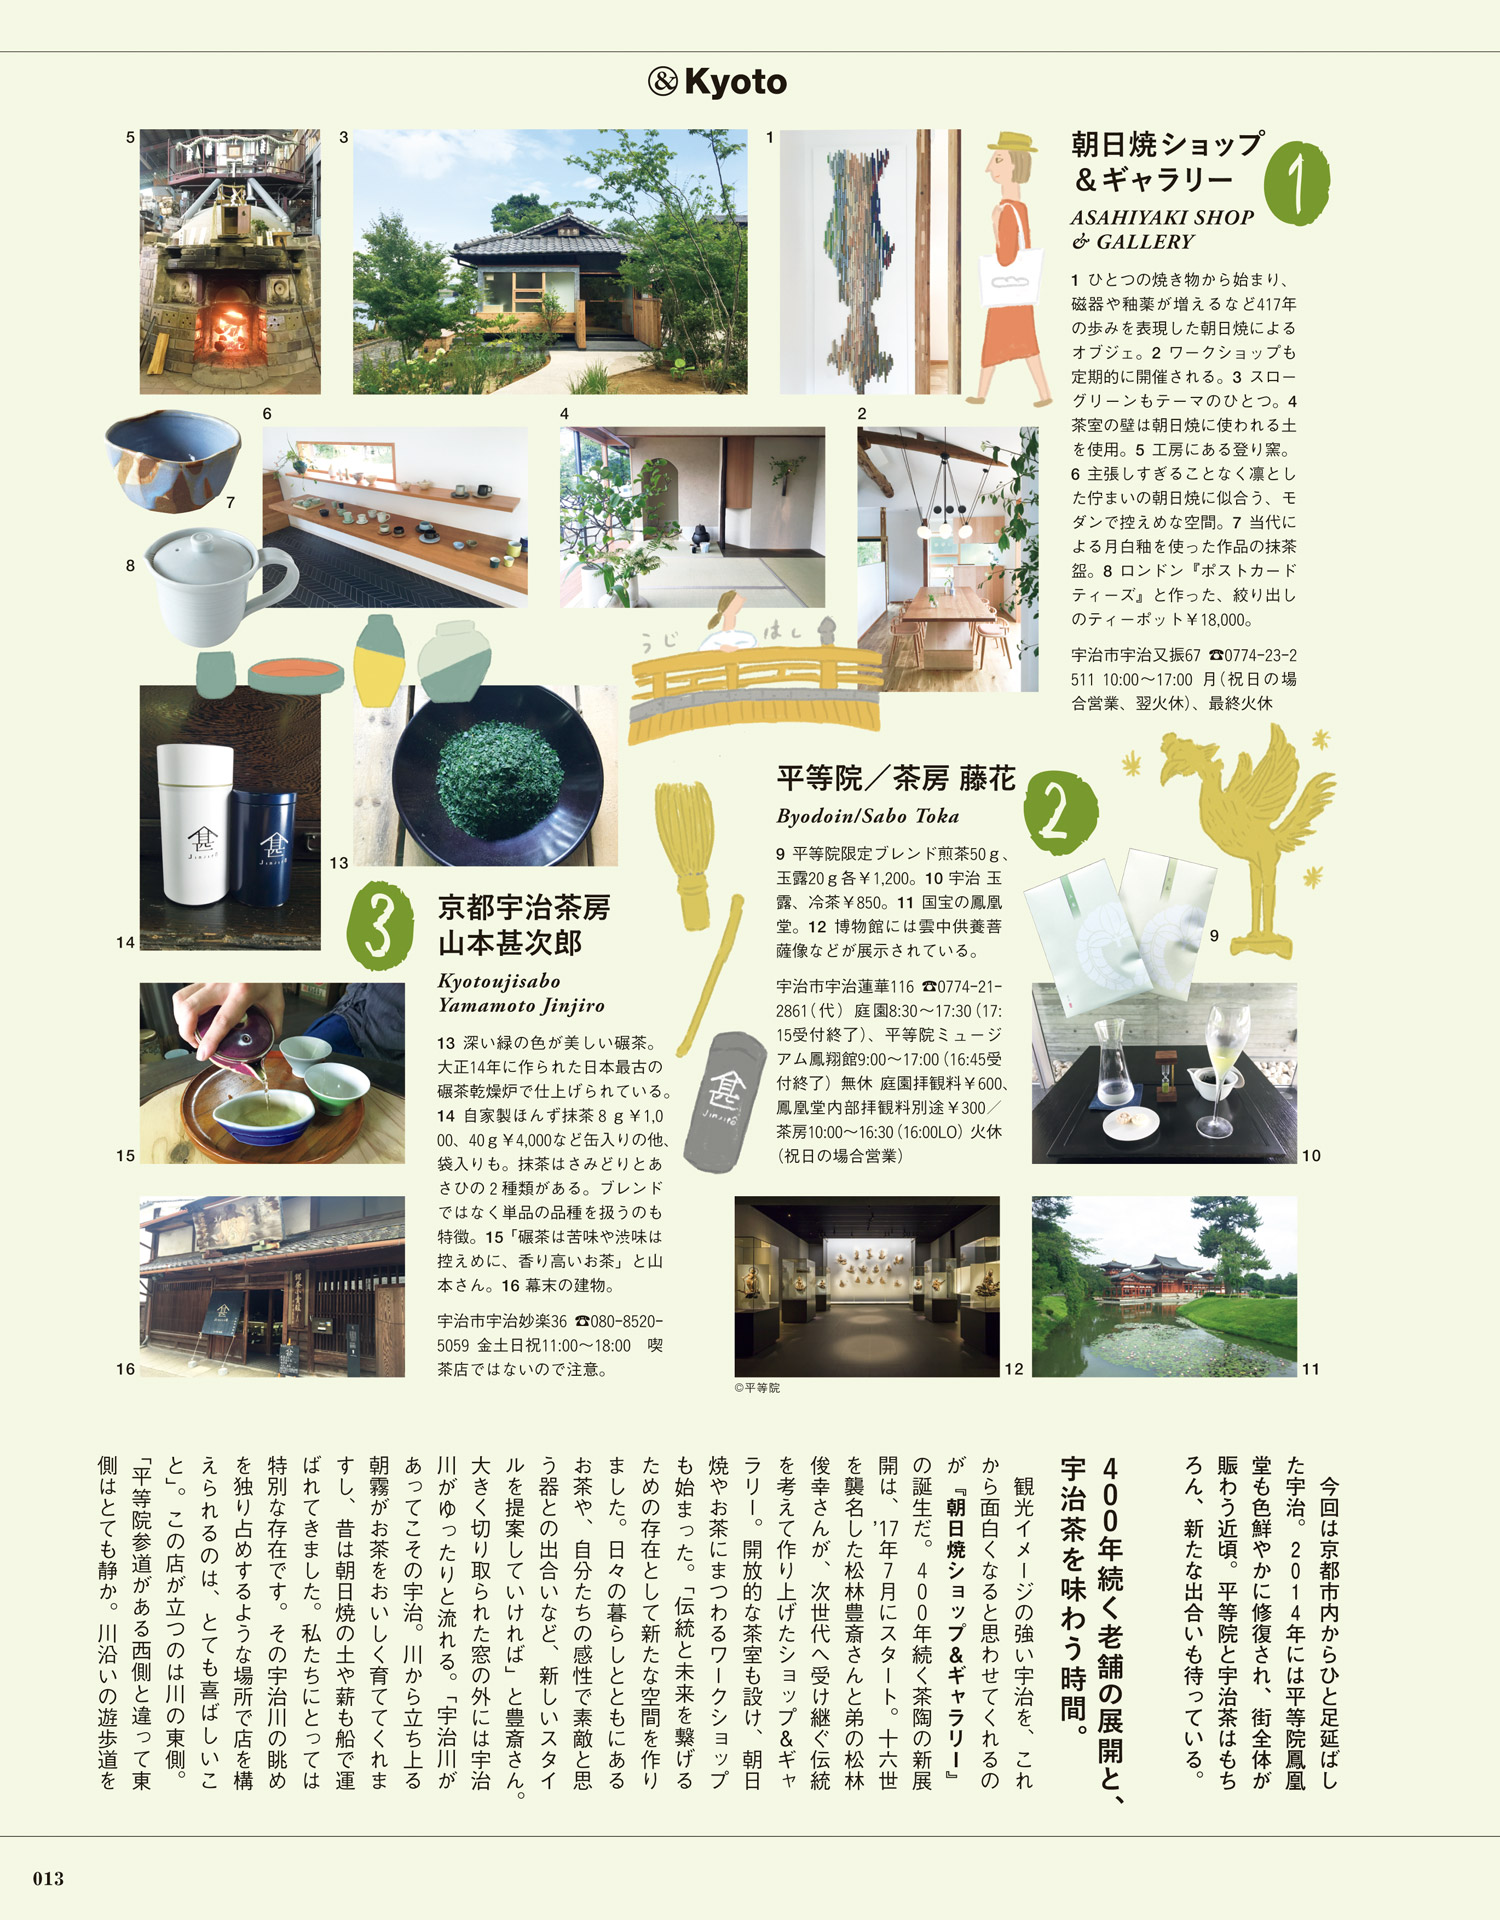 &Kyoto
朝日焼ショップ
＆ギャラリー
ASAHIYAKI SHOP
& GALLERY
1
1 ひとつの焼き物から始まり、
磁器や釉薬が増えるなど417年
の歩みを表現した朝日焼による
オブジェ。2 ワークショップも
定期的に開催される。3 スロー
グリーンもテーマのひとつ。4
茶室の壁は朝日焼に使われる土
を使用。5 工房にある登り窯。
6 主張しすぎることなく凛とし
た佇まいの朝日焼に似合う、モ
ダンで控えめな空間。7 当代に
よる月白釉を使った作品の抹茶
盌。8 ロンドン『ポストカード
ティーズ』と作った、絞り出し
のティーポット￥18,000。
宇治市宇治又振67 ☎0774-23-2
511 10:00〜17:00 月(祝日の場
合営業、翌火休)、最終火休
5
3
1
6
4
2
7
8
うじ はし
平等院／茶房 藤花
Byodoin/Sabo Toka
2
9 平等院限定ブレンド煎茶50ｇ、
玉露20ｇ各￥1,200。10 宇治 玉
露、冷茶￥850。11 国宝の鳳凰
堂。12 博物館には雲中供養菩
薩像などが展示されている。
宇治市宇治蓮華116 ☎0774-21-
2861(代) 庭園8:30〜17:30(17:
15受付終了)、平等院ミュージ
アム鳳翔館9:00〜17:00(16:45受
付終了) 無休 庭園拝観料￥600、
鳳凰堂内部拝観料別途￥300／
茶房10:00〜16:30(16:00LO) 火休
(祝日の場合営業)
9
10
12
11
©平等院
甚
Jinjirō
甚
Jinjirō
甚
Jinjirō
13
14
3
京都宇治茶房
山本甚次郎
Kyotoujisabo
Yamamoto Jinjiro
13 深い緑の色が美しい碾茶。
大正14年に作られた日本最古の
碾茶乾燥炉で仕上げられている。
14 自家製ほんず抹茶８ｇ￥1,0
00、40ｇ￥4,000など缶入りの他、
袋入りも。抹茶はさみどりとあ
さひの２種類がある。ブレンド
ではなく単品の品種を扱うのも
特徴。15「碾茶は苦味や渋味は
控えめに、香り高いお茶」と山
本さん。16 幕末の建物。
宇治市宇治妙楽36 ☎080-8520-
5059 金土日祝11:00〜18:00 喫
茶店ではないので注意。
15
16
今回は京都市内からひと足延ばし
た宇治。2014年には平等院鳳凰
堂も色鮮やかに修復され、街全体が
賑わう近頃。平等院と宇治茶はもち
ろん、新たな出合いも待っている。
400年続く老舗の展開と、
宇治茶を味わう時間。
観光イメージの強い宇治を、これ
から面白くなると思わせてくれるの
が『朝日焼ショップ＆ギャラリー』
の誕生だ。400年続く茶陶の新展
開は、'17年7月にスタート。十六世
を襲名した松林豊斎さんと弟の松林
俊幸さんが、次世代へ受け継ぐ伝統
を考えて作り上げたショップ＆ギャ
ラリー。開放的な茶室も設け、朝日
焼やお茶にまつわるワークショップ
も始まった。「伝統と未来を繋げる
ための存在として新たな空間を作り
ました。日々の暮らしとともにある
お茶や、自分たちの感性で素敵と思
う器との出合いなど、新しいスタイ
ルを提案していければ」と豊斎さん。
大きく切り取られた窓の外には宇治
川がゆったりと流れる。「宇治川が
あってこその宇治。川から立ち上る
朝霧がお茶をおいしく育ててくれま
すし、昔は朝日焼の土や薪も船で運
ばれてきました。私たちにとっては
特別な存在です。その宇治川の眺め
を独り占めするような場所で店を構
えられるのは、とても喜ばしいこ
と」。この店が立つのは川の東側。
「平等院参道がある西側と違って東
側はとても静か。川沿いの遊歩道を
013